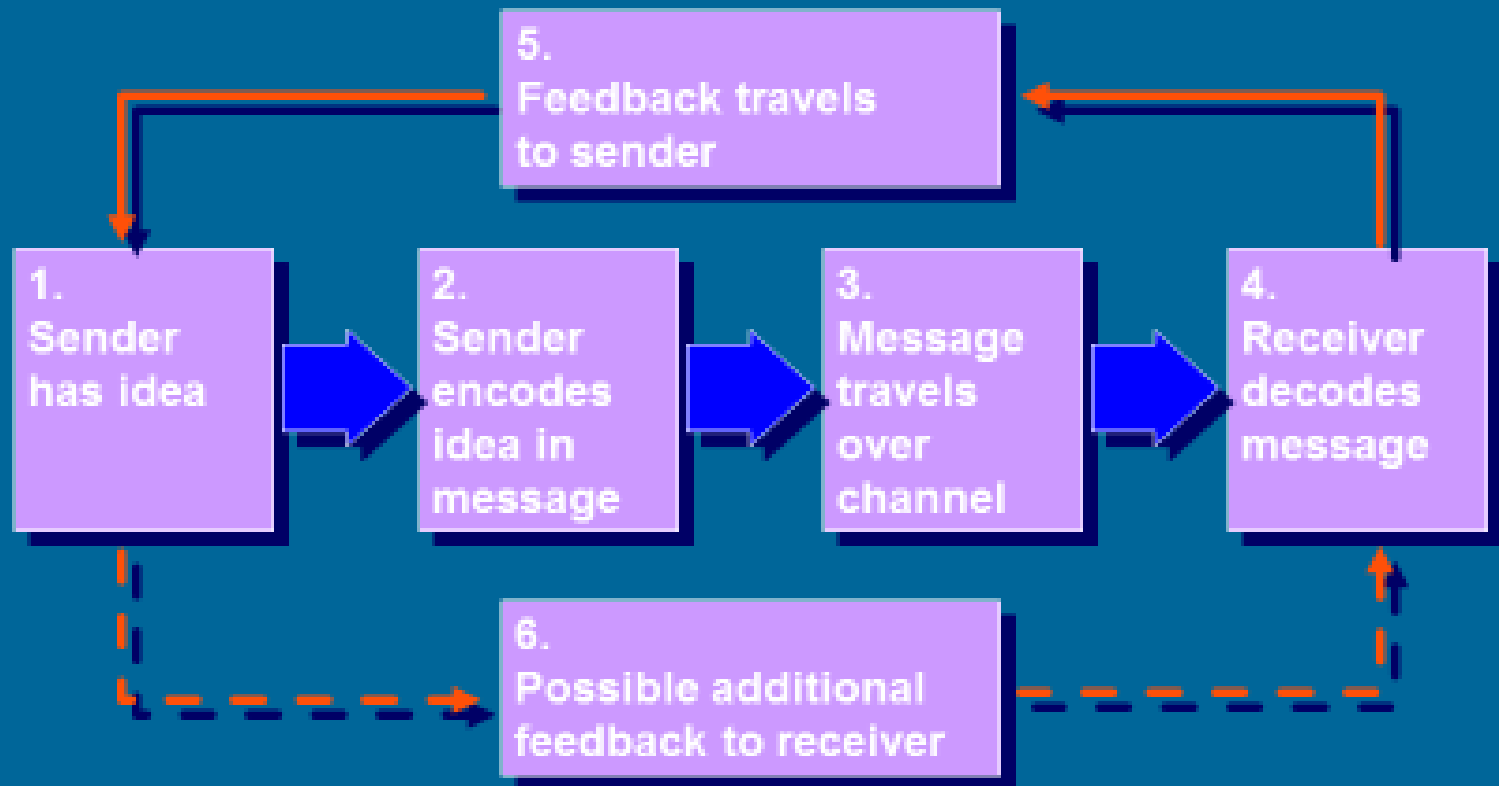 1.
Sender
has idea
2.
Sender
encodes
idea in
message
3.
Message
travels
over
channel
4.
Receiver
decodes
message
5.
Feedback travels
to sender
6.
Possible additional
feedback to receiver